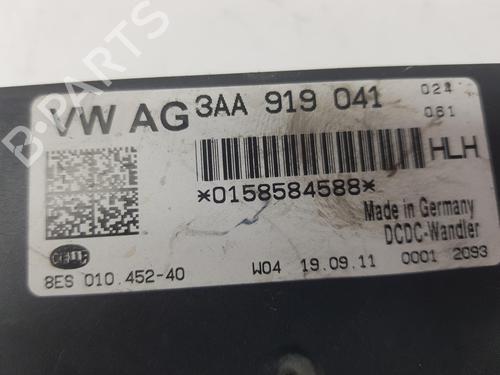 B-PARTS
VW AG 3AA 919 041
024
061
HLH
*0158584588*
Made in Germany
DCDC-Wandler
HELLA
8ES 010.452-40 W04 19.09.11 0001 2093